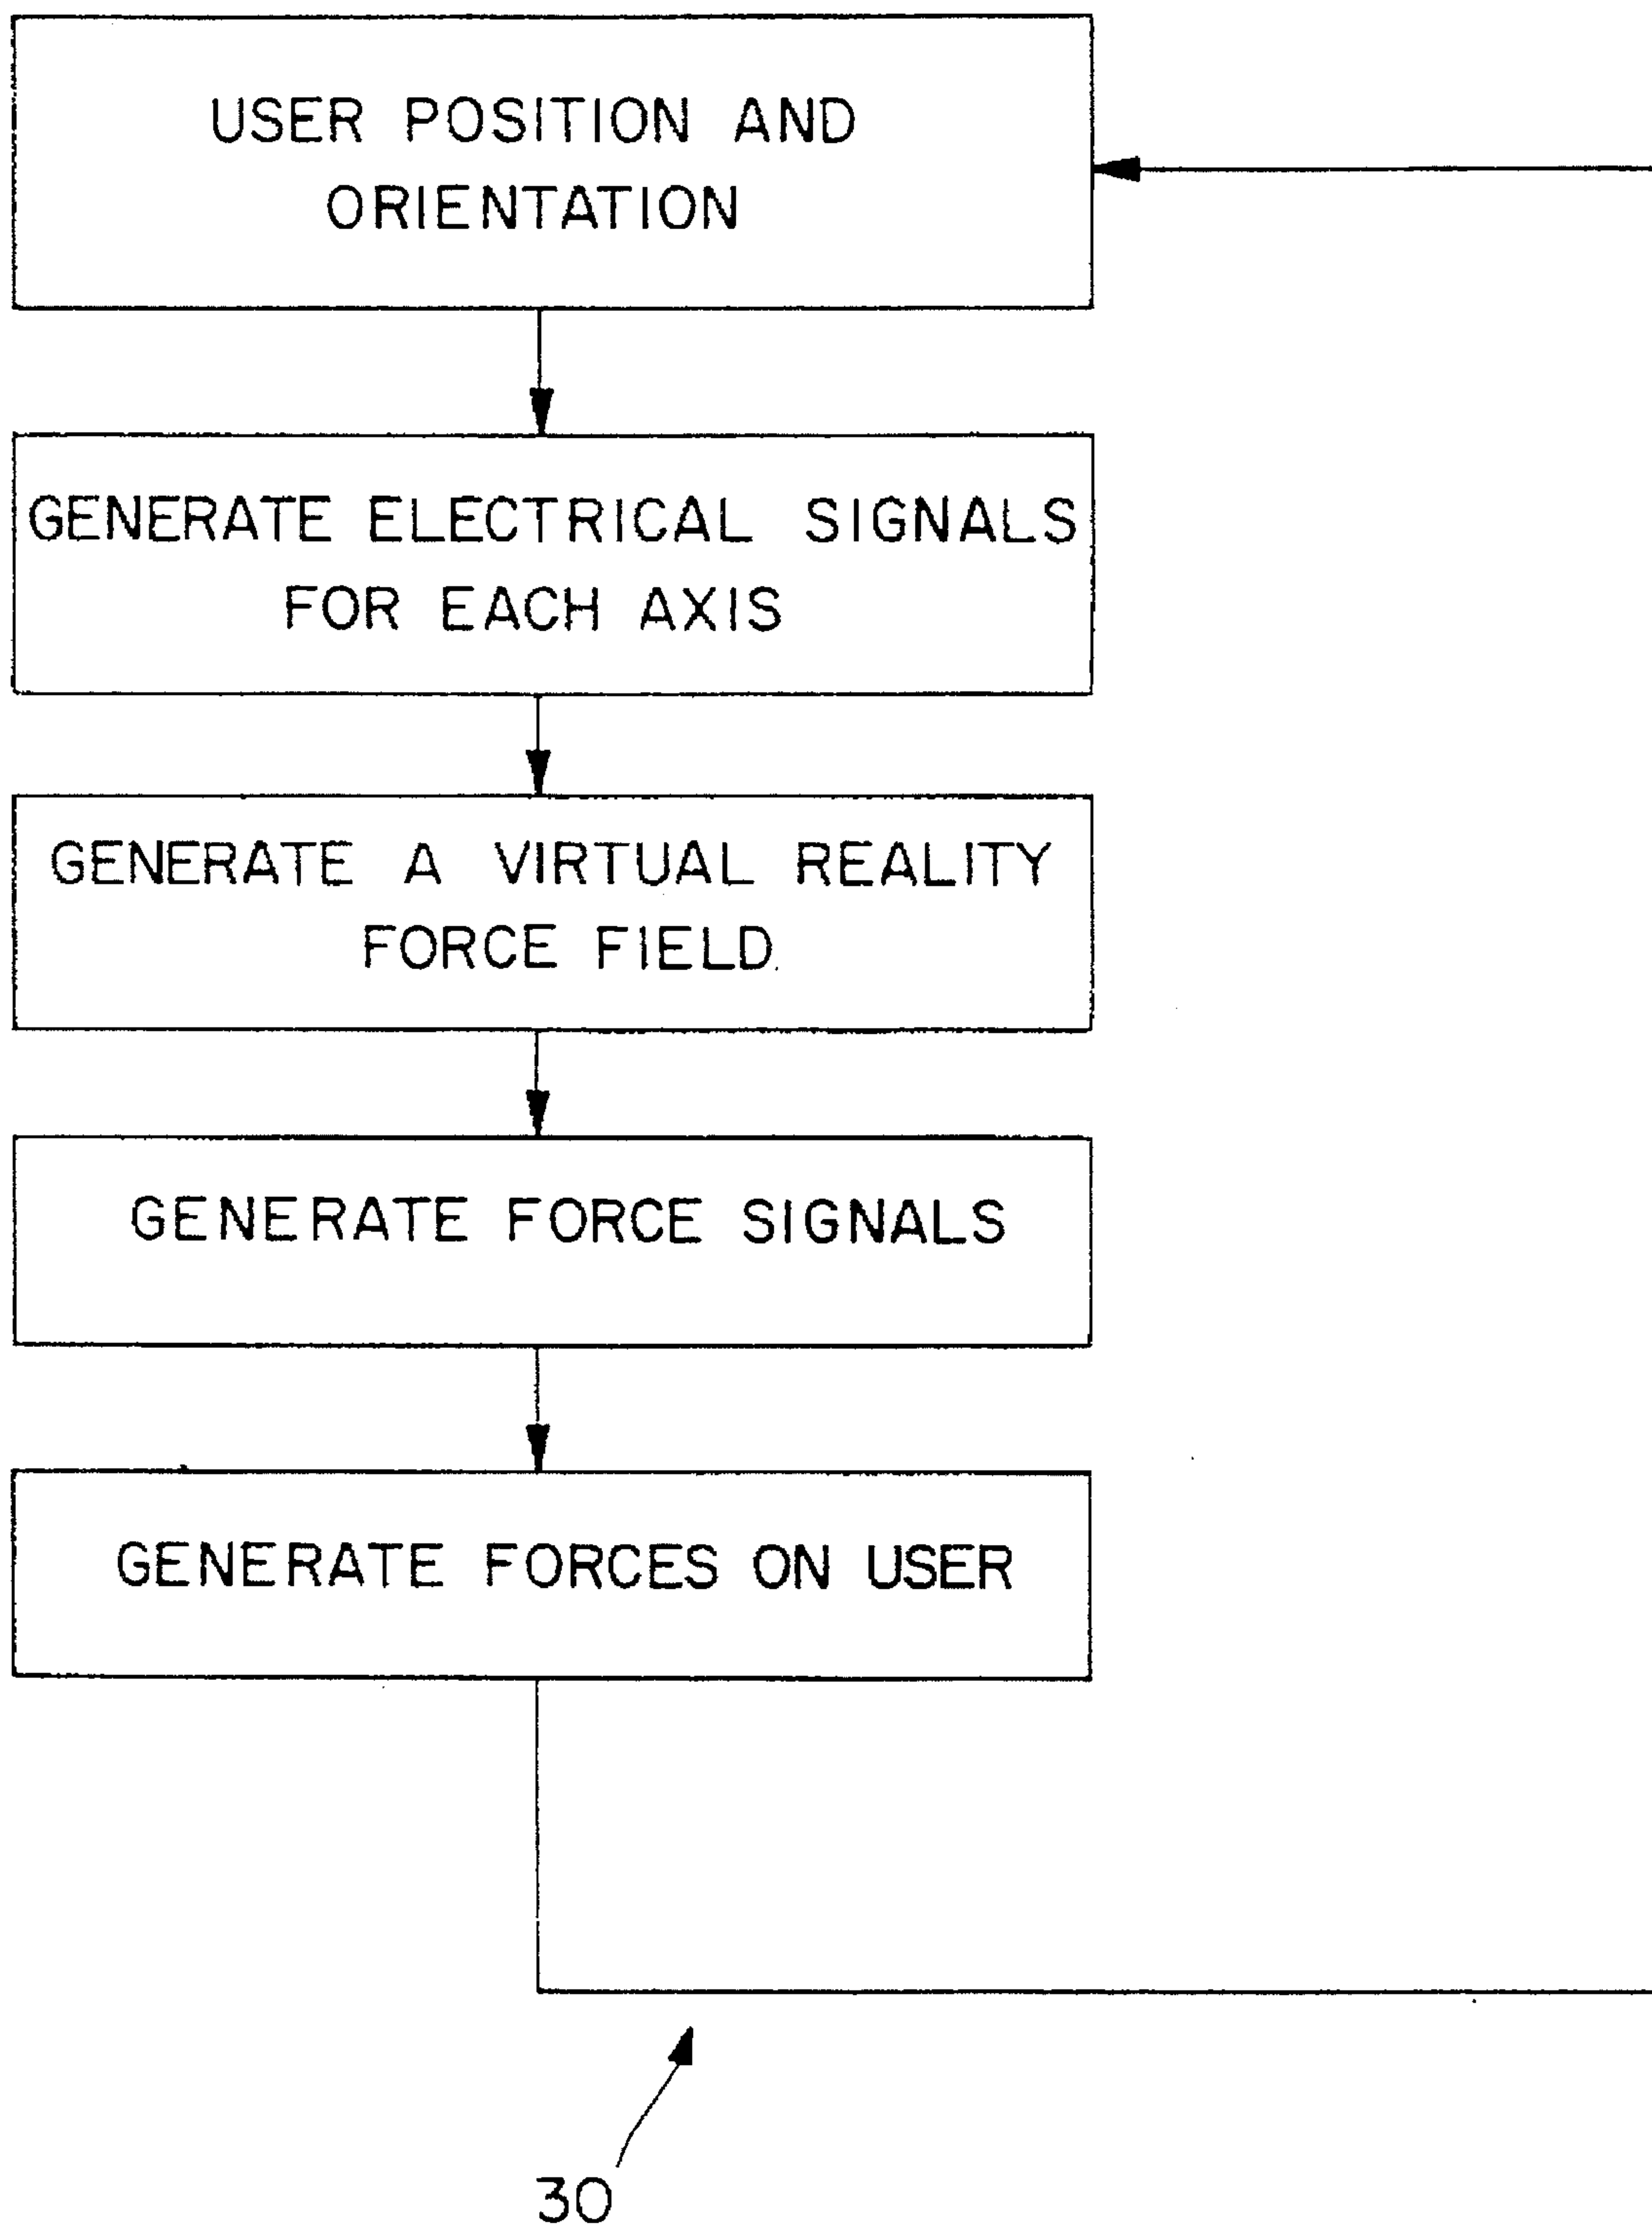 USER POSITION AND
ORIENTATION
GENERATE ELECTRICAL SIGNALS
FOR EACH AXIS
GENERATE A VIRTUAL REALITY
FORCE FIELD
GENERATE FORCE SIGNALS
GENERATE FORCES ON USER
30